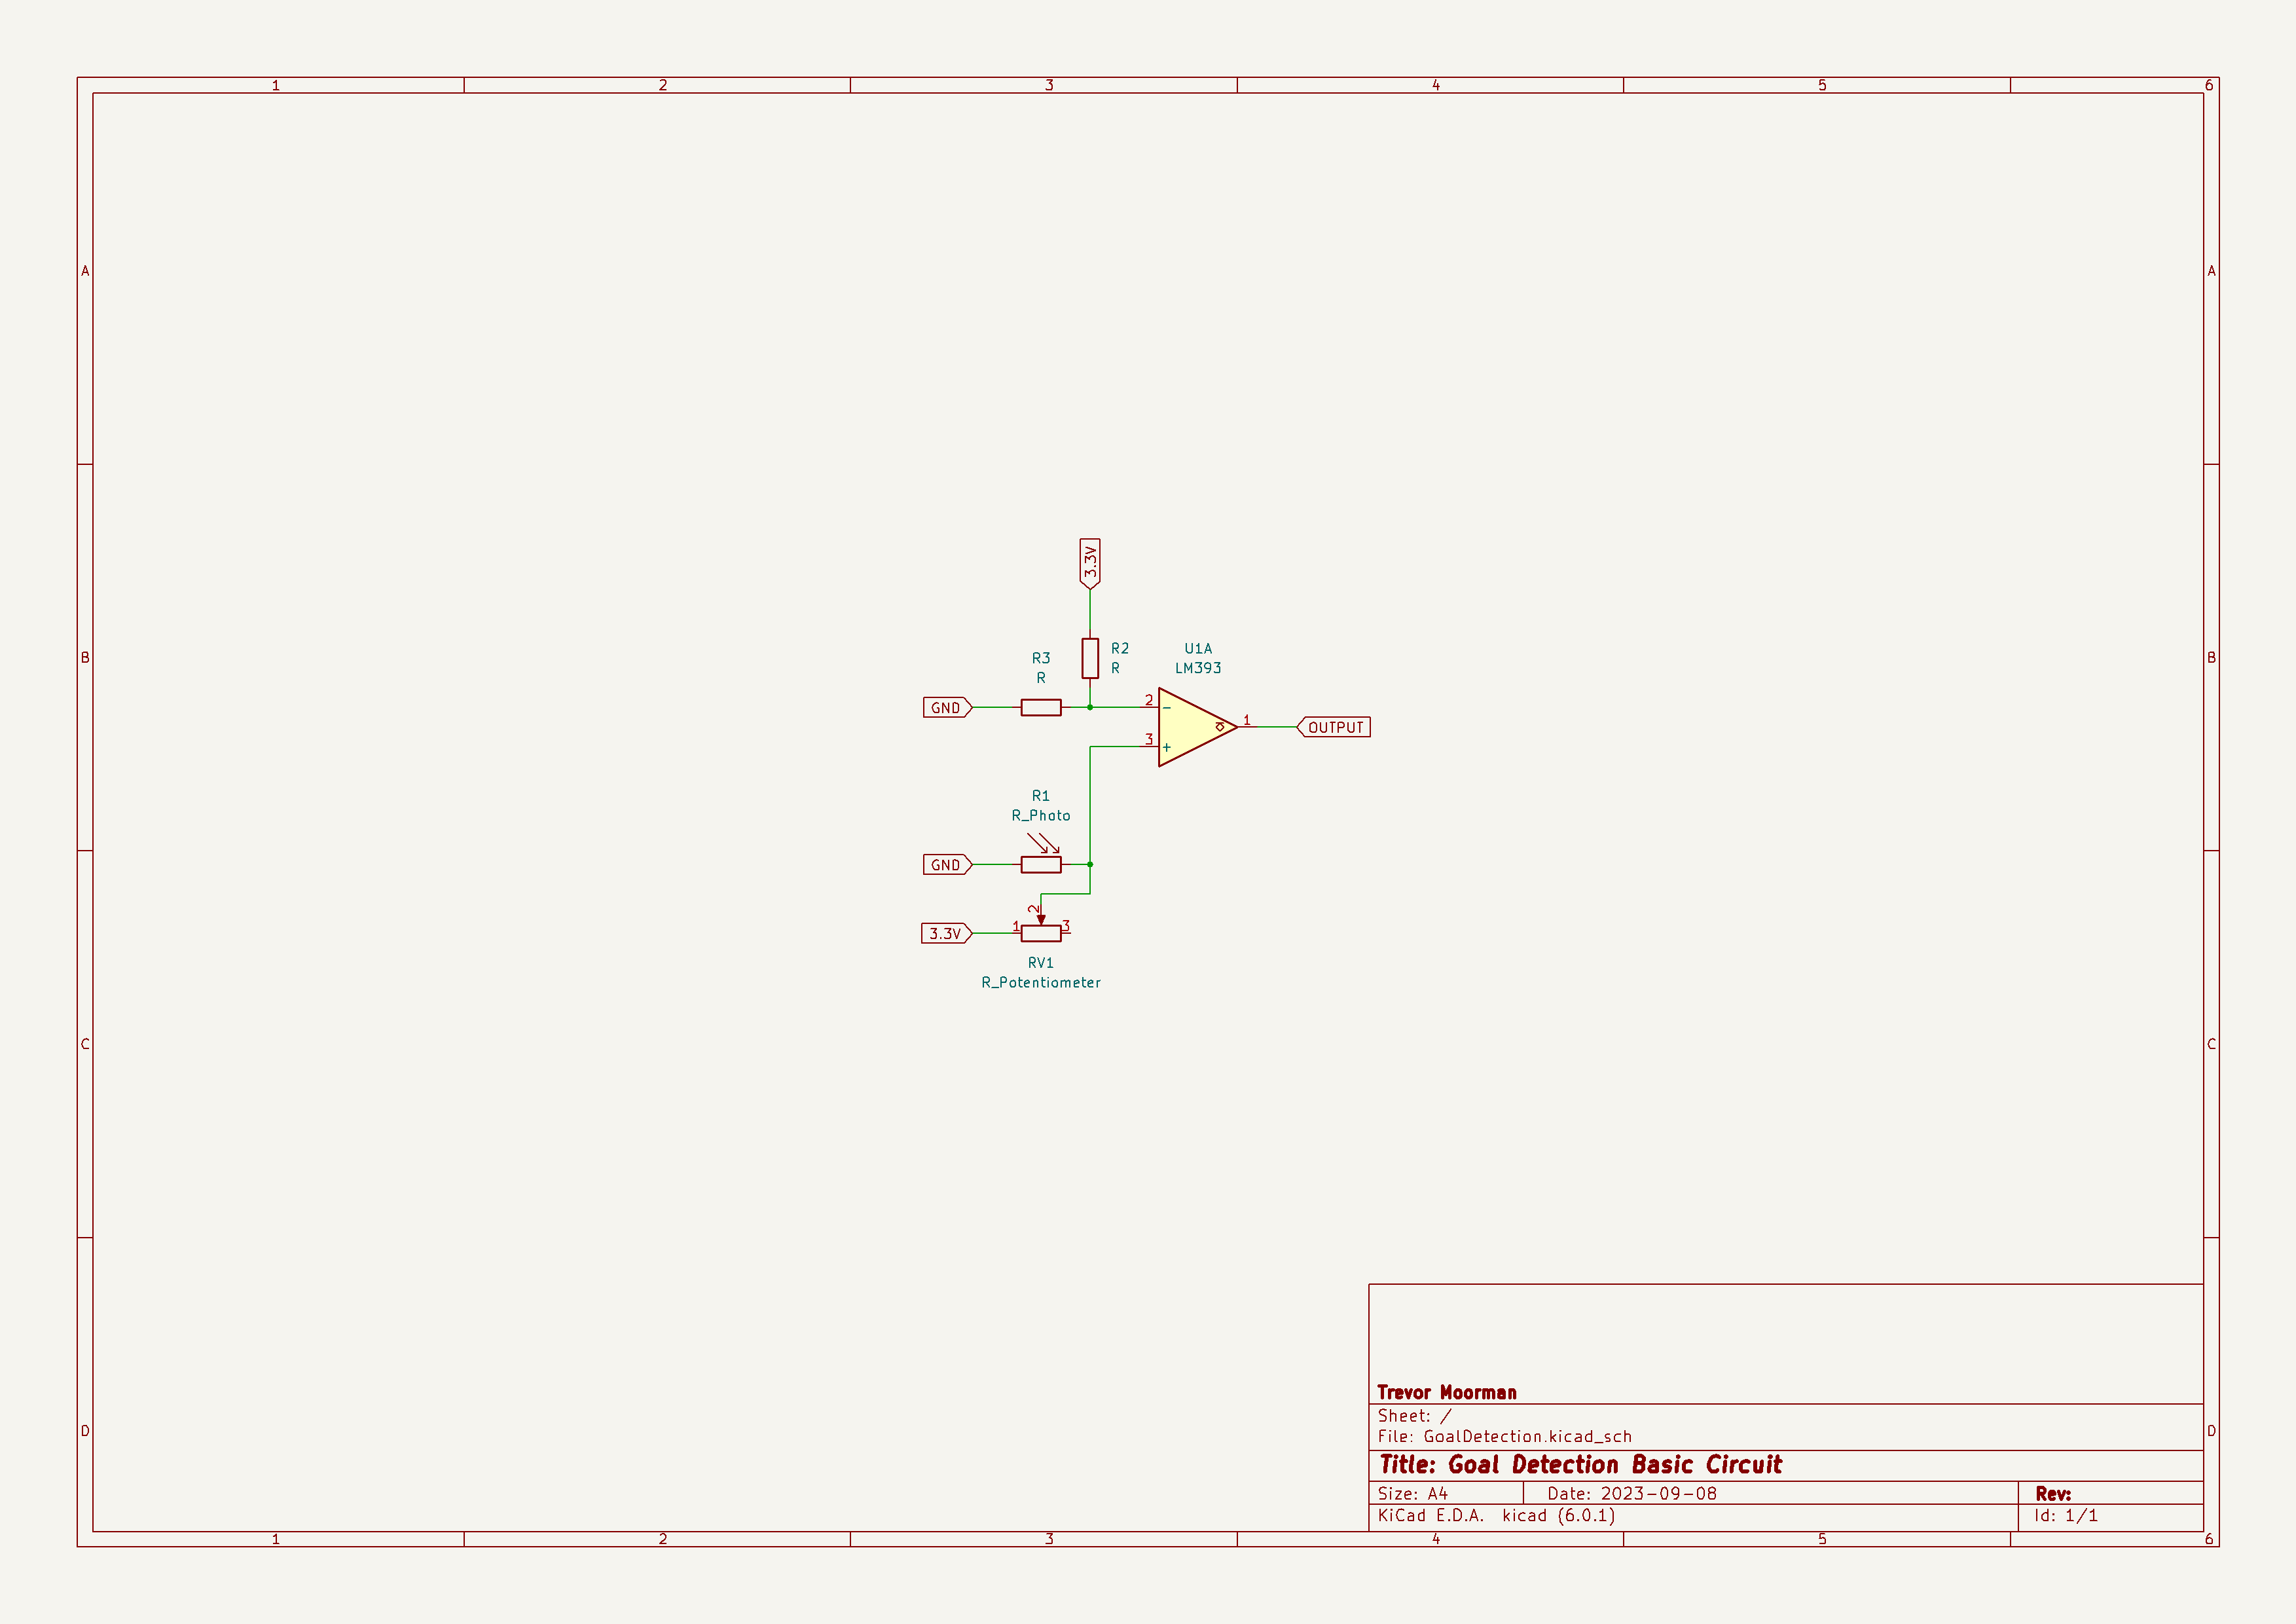 1 2 3 4 5 6
A A
3.3V
R2
R
R3
R
U1A
LM393
B B
GND
2
-
1
OUTPUT
3
+
R1
R_Photo
GND
2
3.3V
1 3
RV1
R_Potentiometer
C C
Trevor Moorman
Sheet: /
File: GoalDetection.kicad_sch
D D
Title: Goal Detection Basic Circuit
Size: A4 Date: 2023-09-08 Rev:
KiCad E.D.A. kicad (6.0.1) Id: 1/1
1 2 3 4 5 6